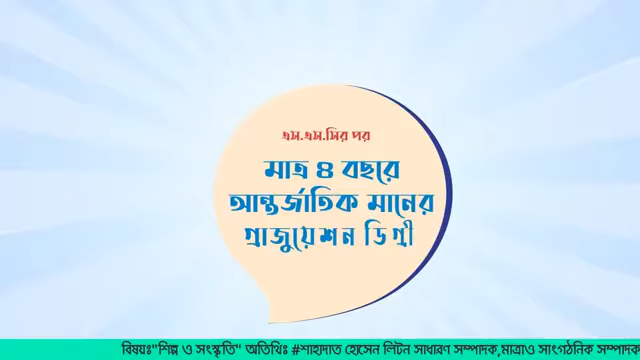 এস.এস.সির পর
মাত্র ৪ বছরে
আন্তর্জাতিক মানের
গ্রাজুয়েশন ডিগ্রী
বিষয়ঃ"শিল্প ও সংস্কৃতি" অতিথিঃ #শাহাদাত হোসেন লিটন সাধারণ সম্পাদক,মাত্রাও সাংগঠনিক সম্পাদক